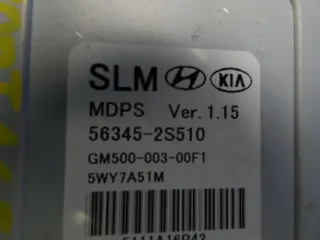 SLM KIA
MDPS Ver. 1.15
56345-2S510
GM500-003-00F1
5WY7A51M